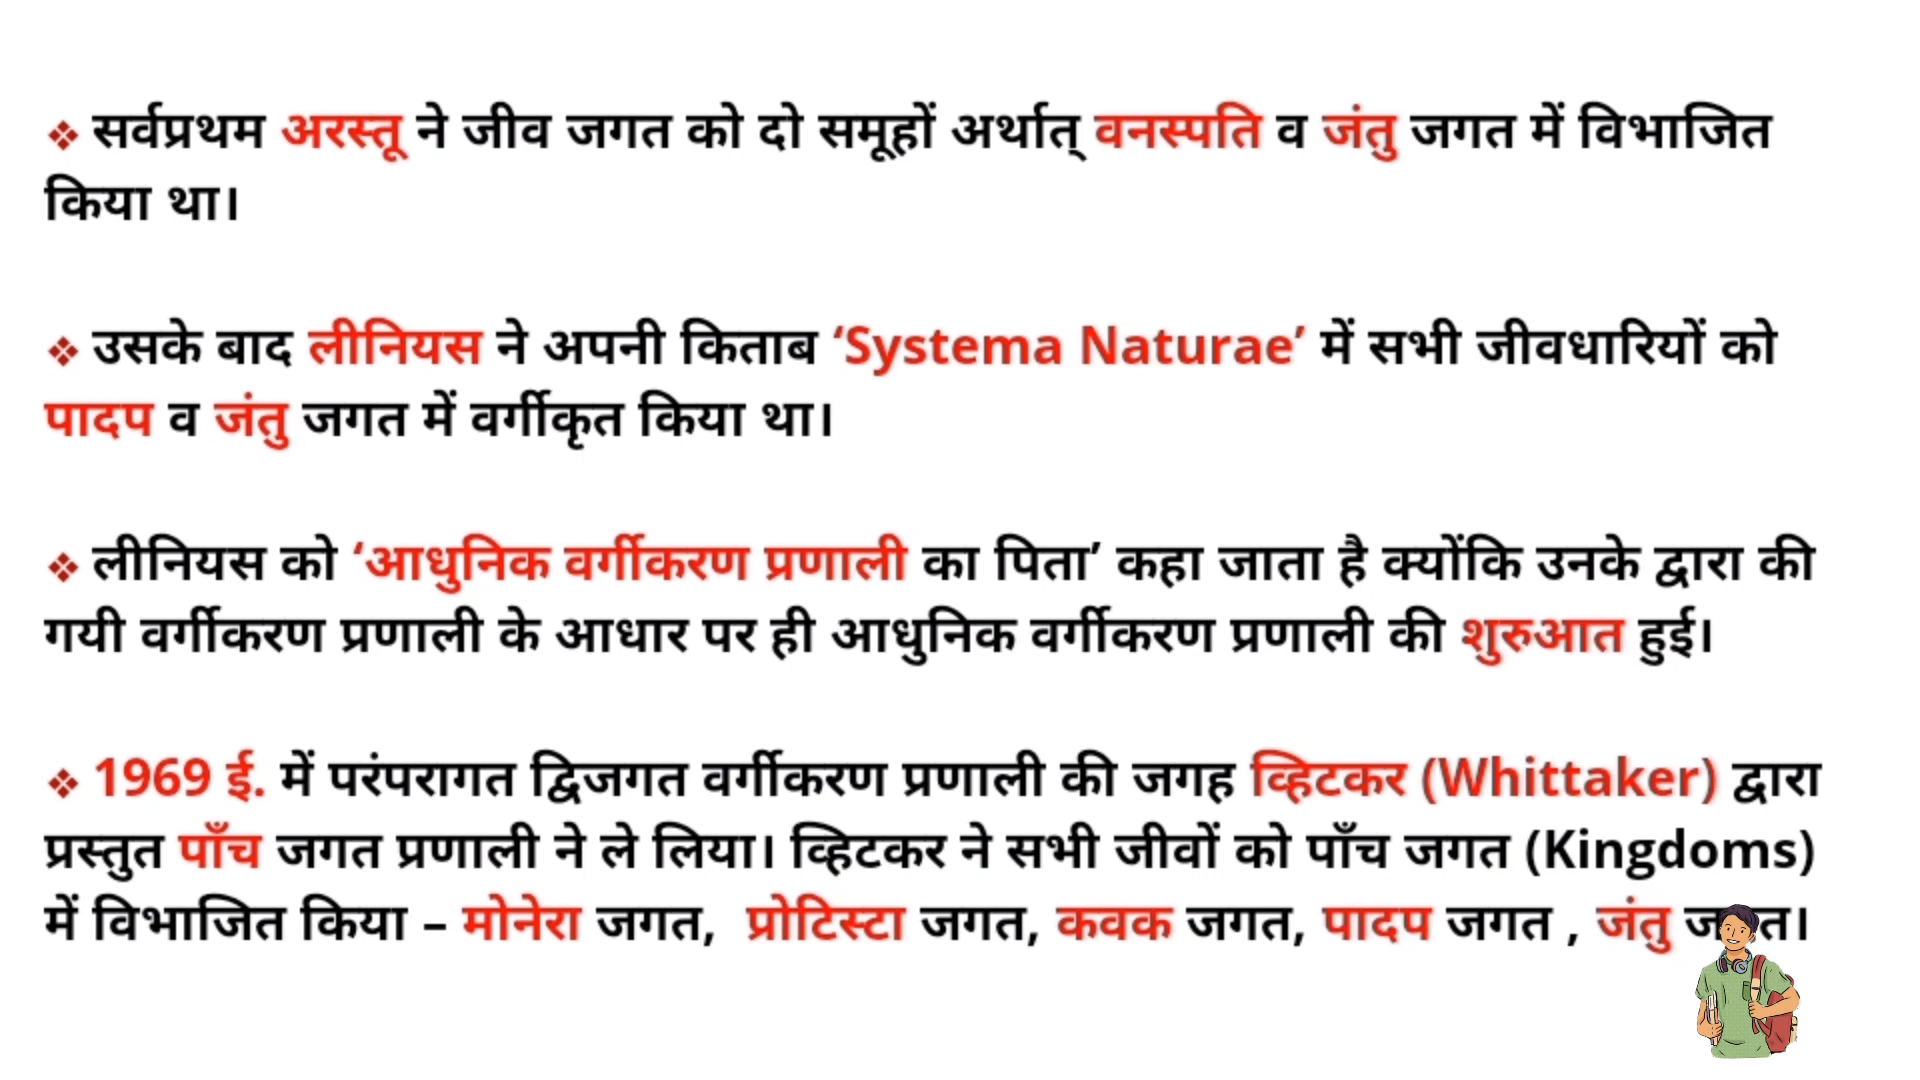 ❖ सर्वप्रथम अरस्तू ने जीव जगत को दो समूहों अर्थात् वनस्पति व जंतु जगत में विभाजित
किया था।
❖ उसके बाद लीनियस ने अपनी किताब ‘Systema Naturae’ में सभी जीवधारियों को
पादप व जंतु जगत में वर्गीकृत किया था।
❖ लीनियस को ‘आधुनिक वर्गीकरण प्रणाली का पिता’ कहा जाता है क्योंकि उनके द्वारा की
गयी वर्गीकरण प्रणाली के आधार पर ही आधुनिक वर्गीकरण प्रणाली की शुरुआत हुई।
❖ 1969 ई. में परंपरागत द्विजगत वर्गीकरण प्रणाली की जगह व्हिटकर (Whittaker) द्वारा
प्रस्तुत पाँच जगत प्रणाली ने ले लिया। व्हिटकर ने सभी जीवों को पाँच जगत (Kingdoms)
में विभाजित किया – मोनेरा जगत,  प्रोटिस्टा जगत, कवक जगत, पादप जगत , जंतु जगत।